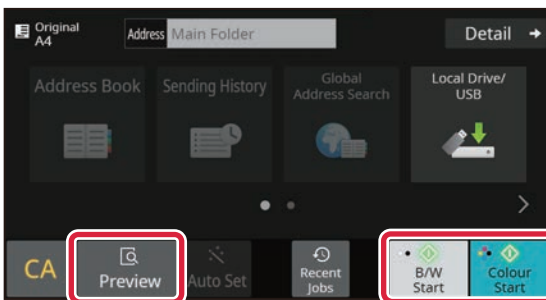 Original
A4
Address Main Folder
Detail
Address Book
Sending History
Global
Address Search
Local Drive/
USB
CA
Preview
Auto Set
Recent
Jobs
B/W
Start
Colour
Start